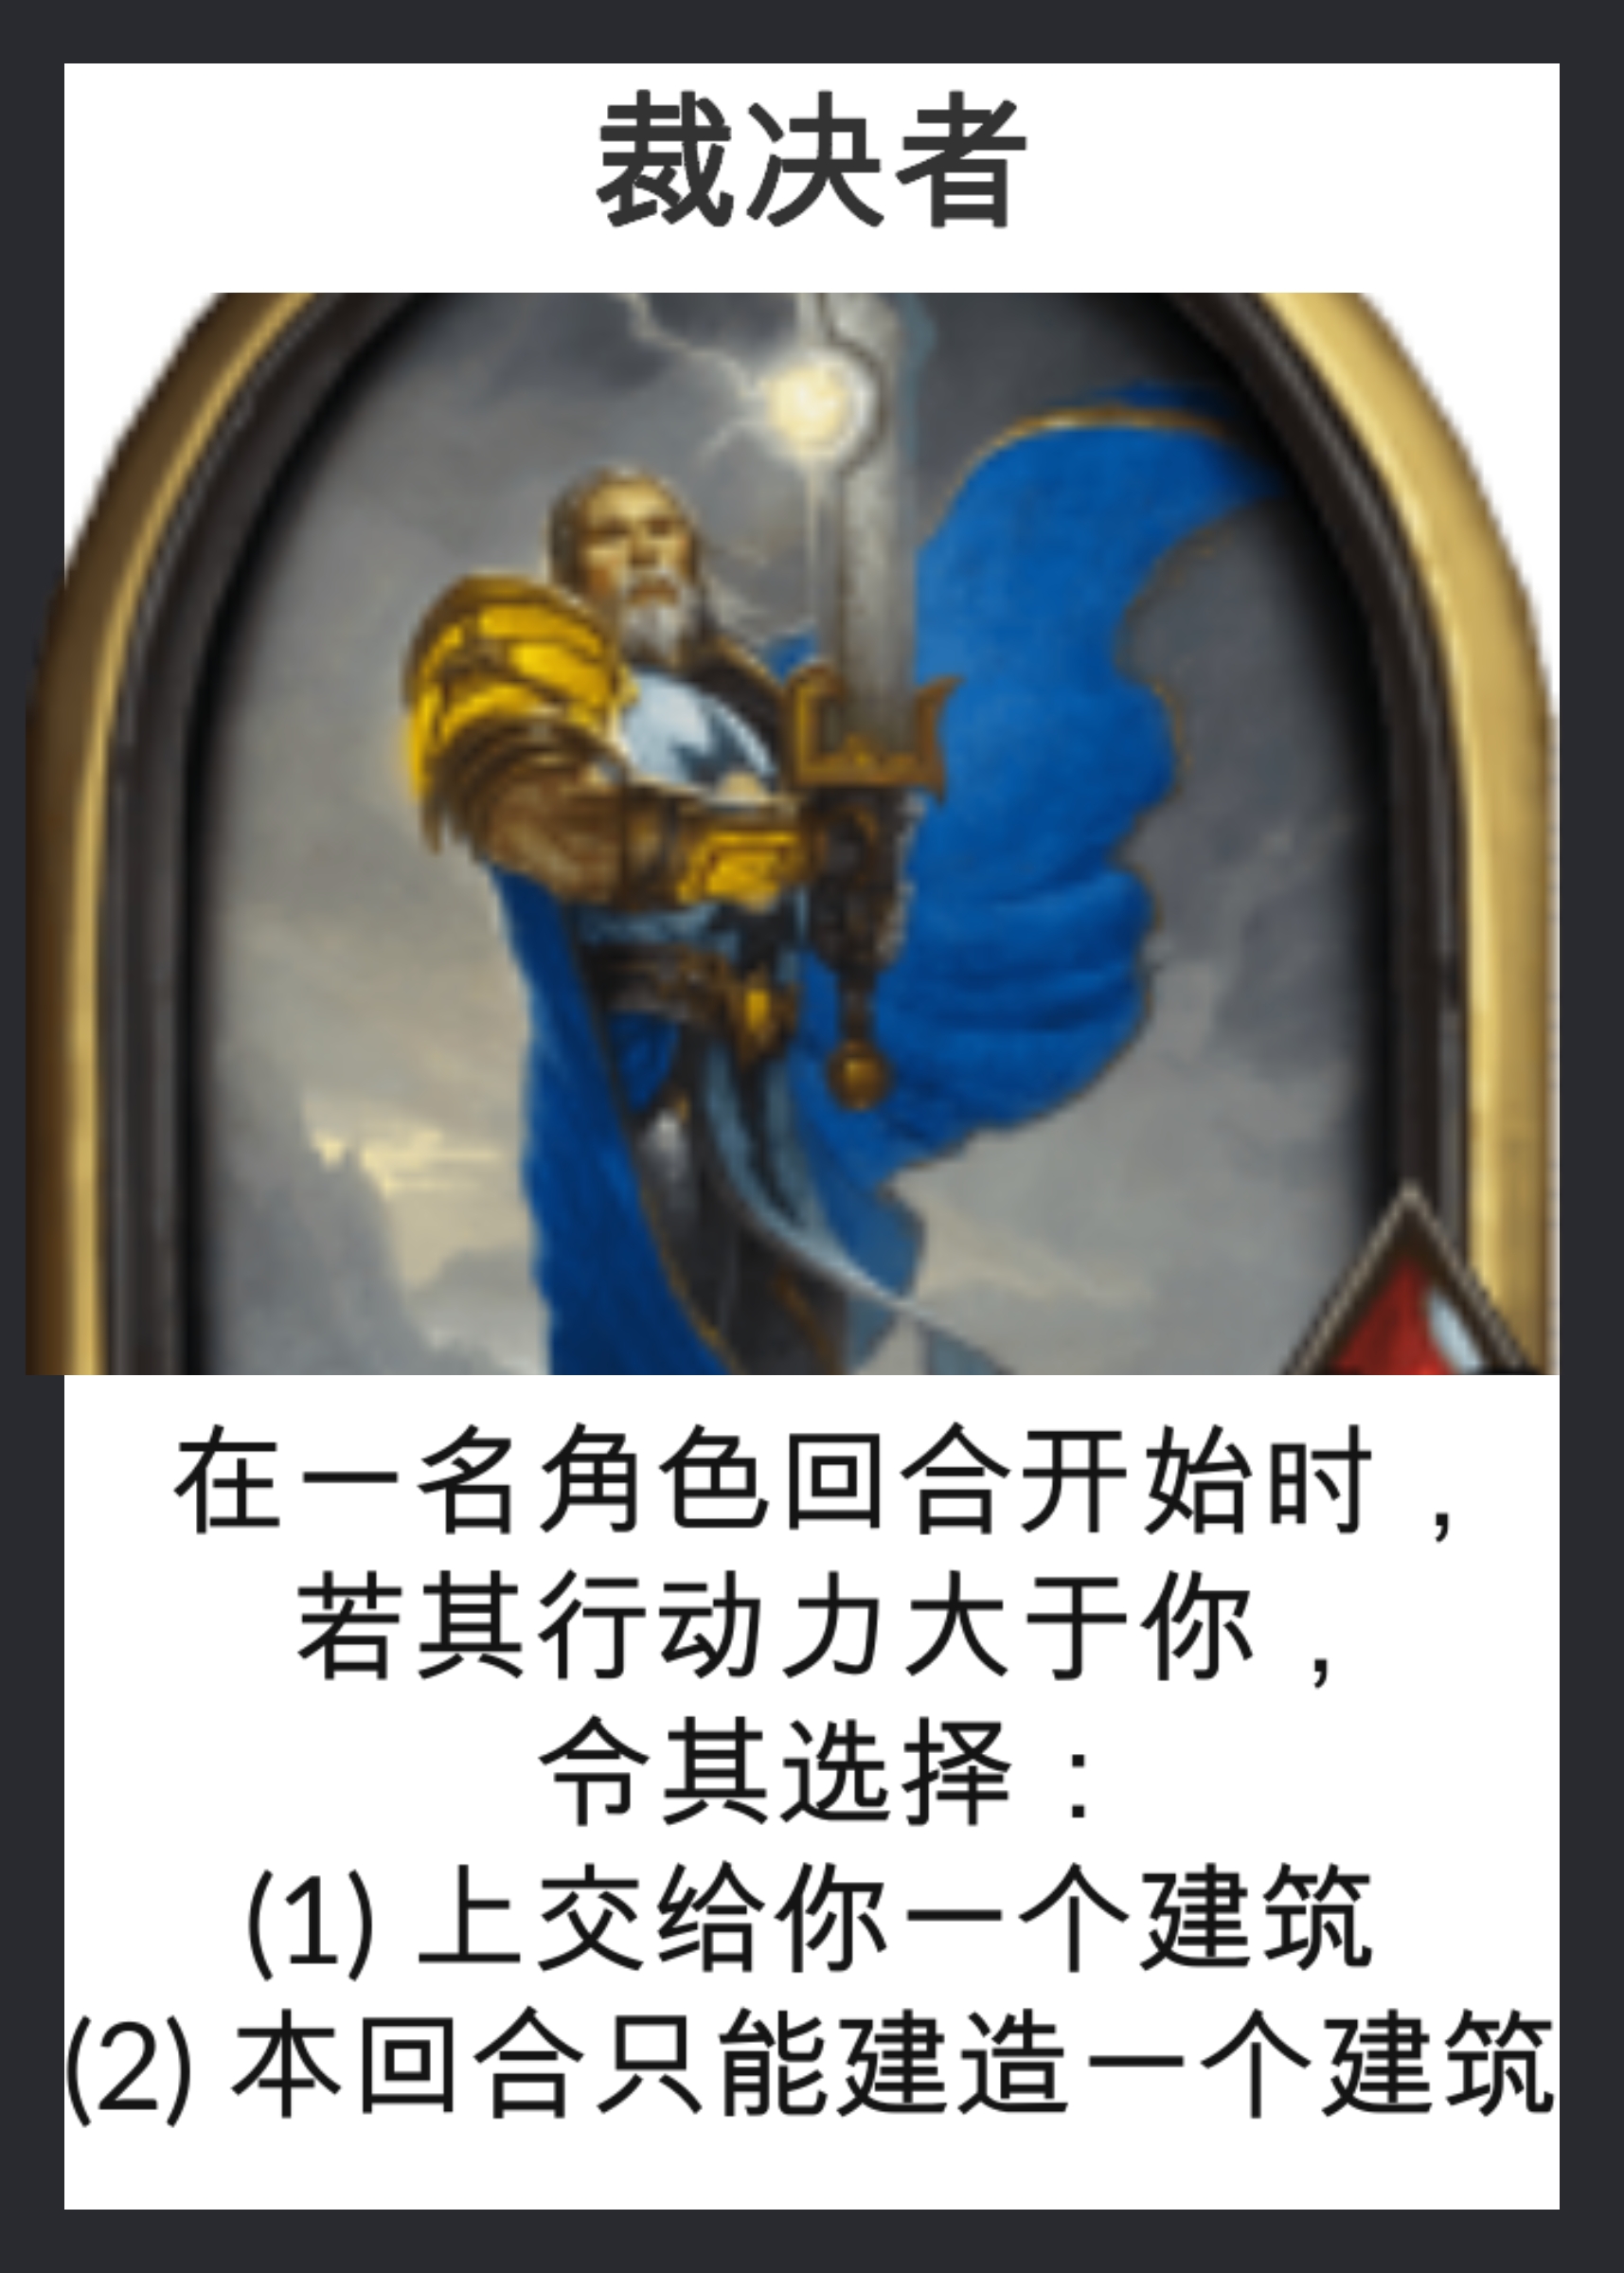 裁决者
在一名角色回合开始时，
若其行动力大于你，
令其选择：
(1) 上交给你一个建筑
(2) 本回合只能建造一个建筑